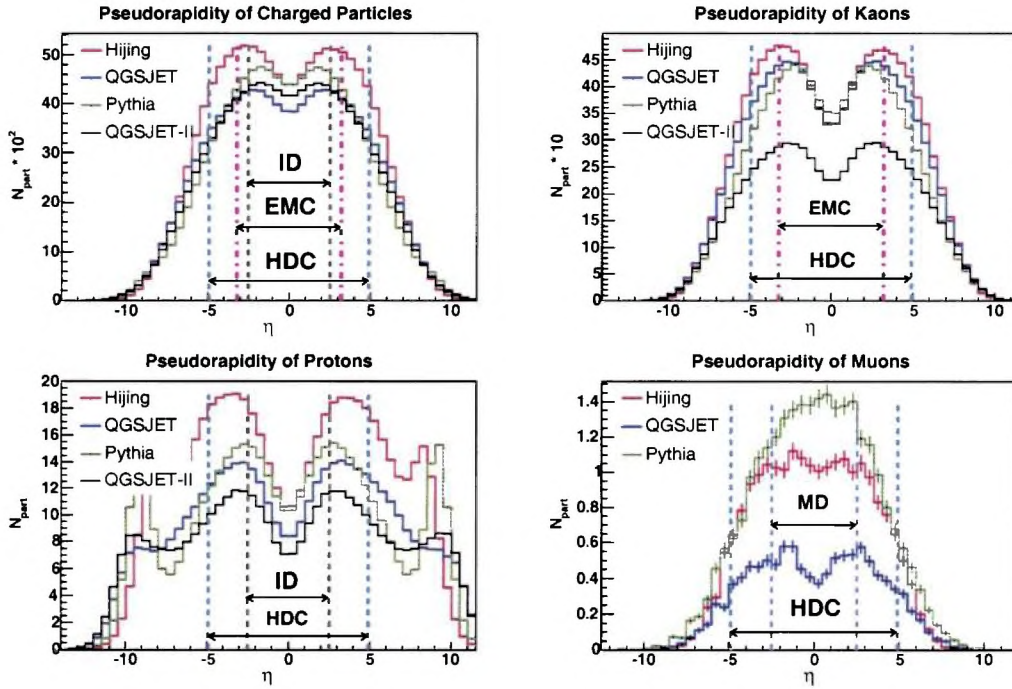 Pseudorapidity of Charged Particles
N_part * 10^2
50
40
30
20
10
0
Hijing
QGSJET
Pythia
QGSJET-II
ID
EMC
HDC
-10 -5 0 5 10
η
Pseudorapidity of Kaons
N_part * 10
45
40
35
30
25
20
15
10
5
0
Hijing
QGSJET
Pythia
QGSJET-II
EMC
HDC
-10 -5 0 5 10
η
Pseudorapidity of Protons
N_part
20
18
16
14
12
10
8
6
4
2
0
Hijing
QGSJET
Pythia
QGSJET-II
ID
HDC
-10 -5 0 5 10
η
Pseudorapidity of Muons
N_part
1.4
1.2
1
0.8
0.6
0.4
0.2
0
Hijing
QGSJET
Pythia
MD
HDC
-10 -5 0 5 10
η